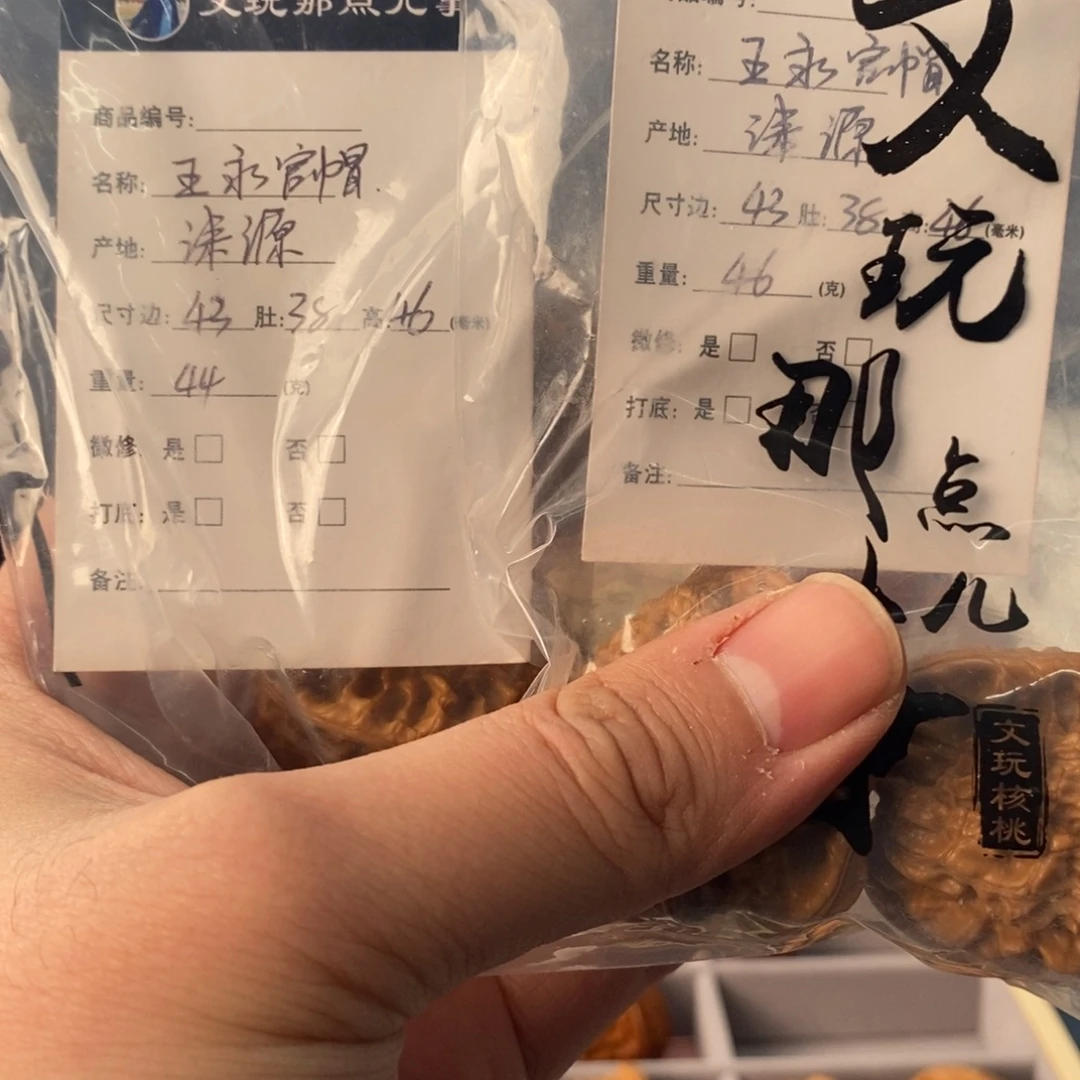 文玩那点儿事
商品编号:
名称: 王永官帽
产地: 涞源
尺寸边: 43 肚: 38 高: 46 (毫米)
重量: 44 (克)
微修: 是□ 否□
打底: 是□ 否□
备注:
名称: 王永官帽
产地: 涞源
尺寸边: 43 肚: 38 高: 46 (毫米)
重量: 46 (克)
微修: 是□ 否□
打底: 是□
备注:
文玩那点儿
文玩核桃